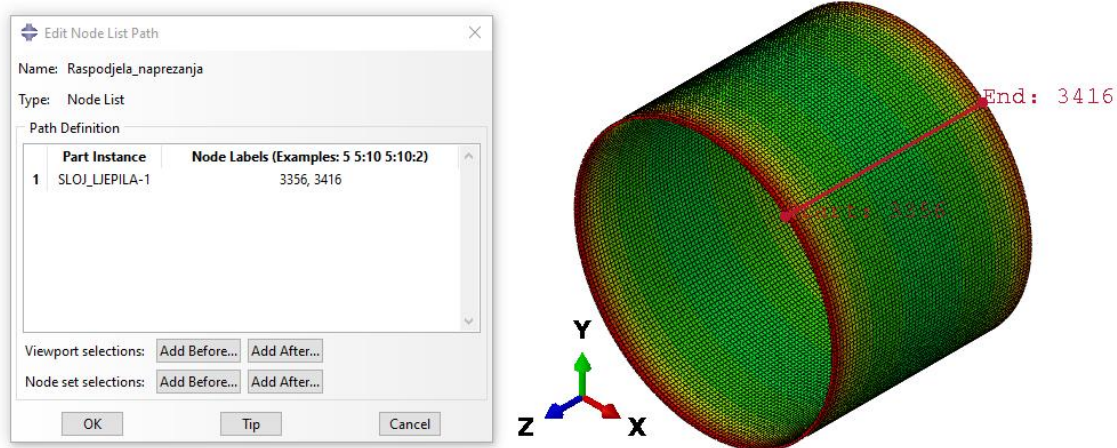 Edit Node List Path
Name: Raspodjela_naprezanja
Type: Node List
Path Definition
Part Instance Node Labels (Examples: 5 5:10 5:10:2)
1 SLOJ_LJEPILA-1 3356, 3416
Viewport selections: Add Before... Add After...
Node set selections: Add Before... Add After...
OK Tip Cancel
End: 3416
Start: 3356
Y
Z X